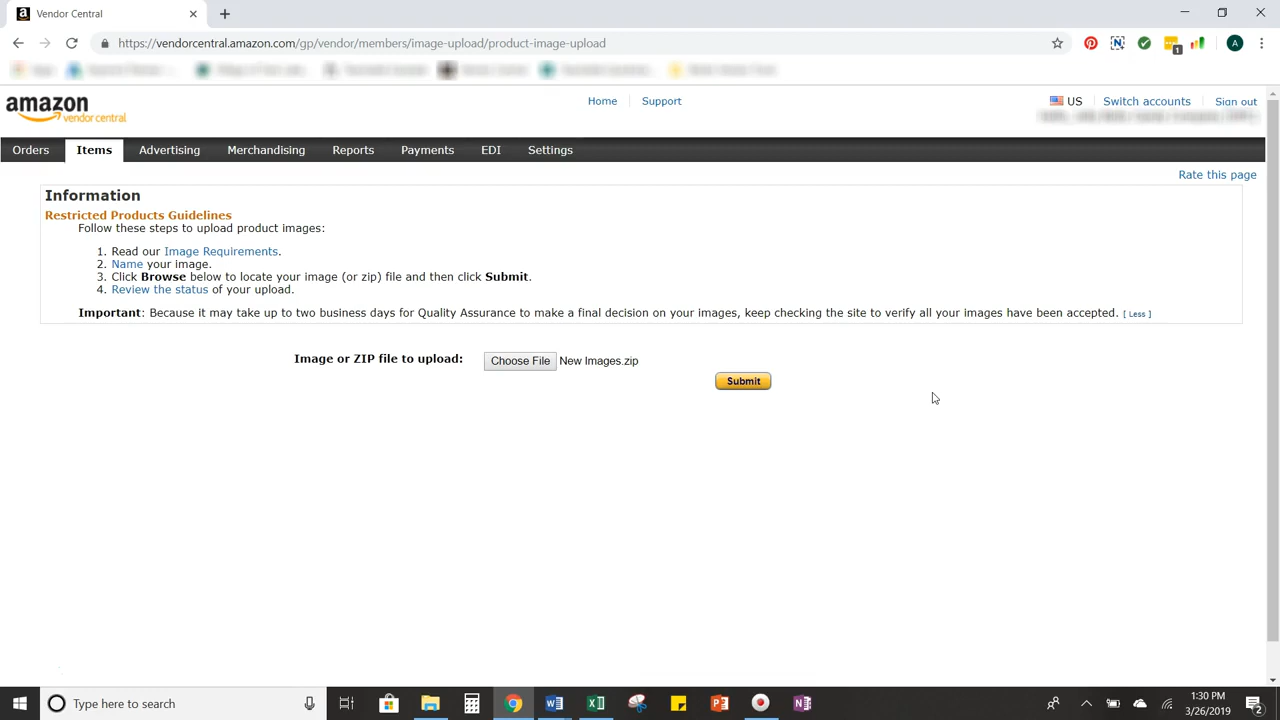 Vendor Central
https://vendorcentral.amazon.com/gp/vendor/members/image-upload/product-image-upload
1
A
amazon
vendor central
Home
Support
US
Switch accounts
Sign out
Orders
Items
Advertising
Merchandising
Reports
Payments
EDI
Settings
Rate this page
Information
Restricted Products Guidelines
Follow these steps to upload product images:
1. Read our Image Requirements.
2. Name your image.
3. Click Browse below to locate your image (or zip) file and then click Submit.
4. Review the status of your upload.
Important: Because it may take up to two business days for Quality Assurance to make a final decision on your images, keep checking the site to verify all your images have been accepted. [ Less ]
Image or ZIP file to upload:
Choose File New Images.zip
Submit
Type here to search
1:30 PM
3/26/2019
2